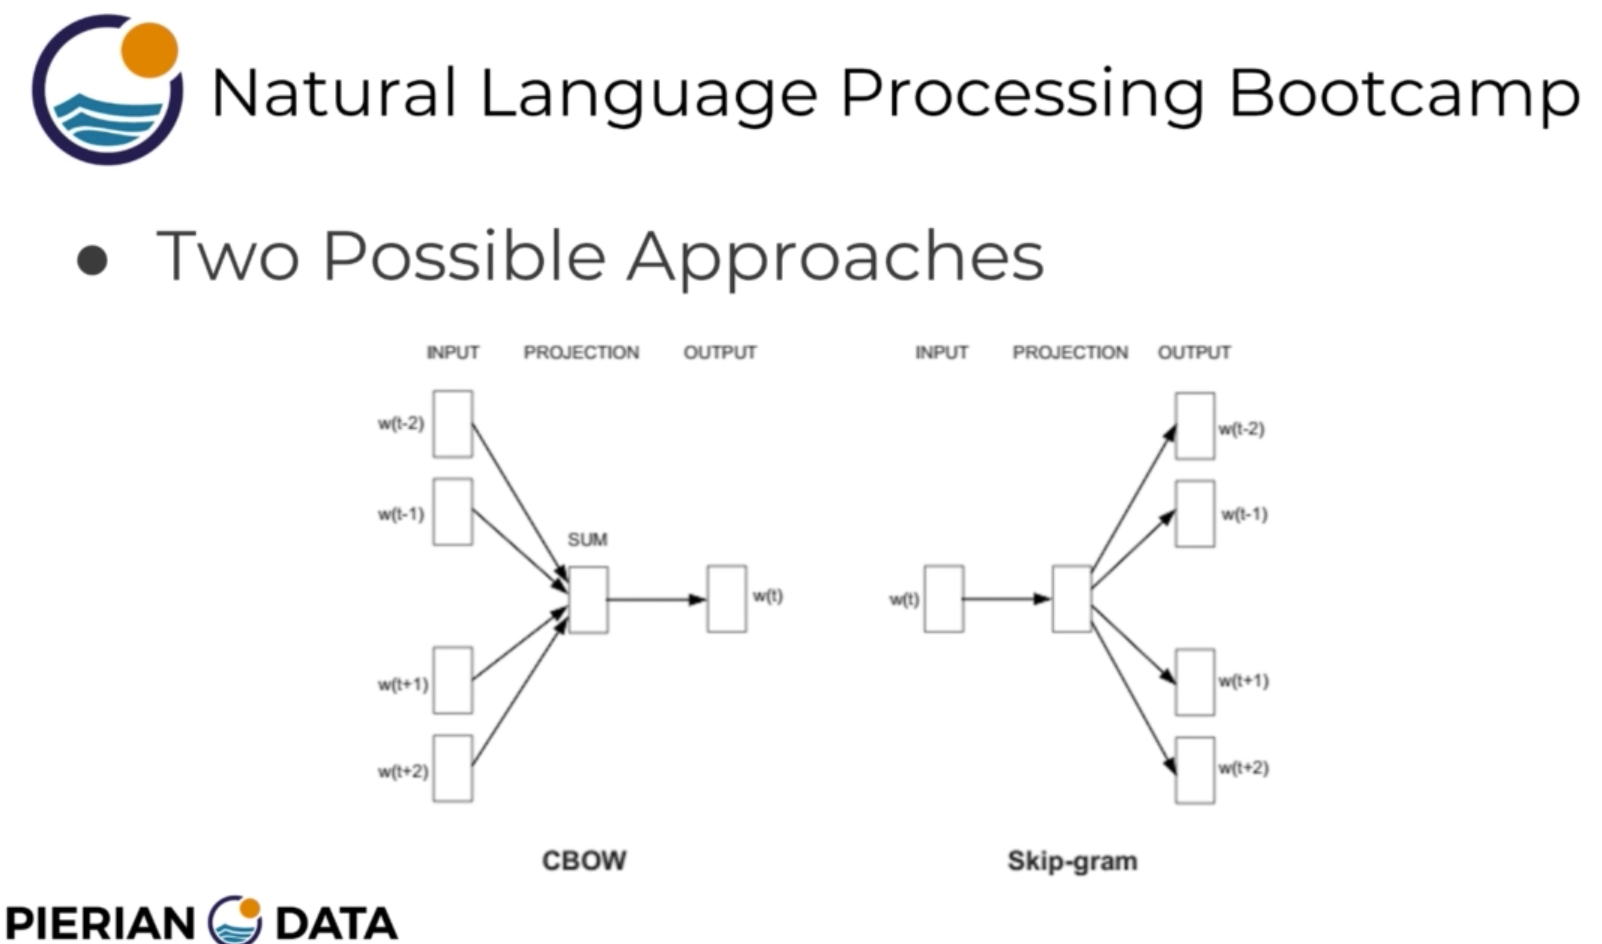 Natural Language Processing Bootcamp
● Two Possible Approaches
INPUT PROJECTION OUTPUT
w(t-2)
w(t-1)
SUM
w(t)
w(t+1)
w(t+2)
CBOW
INPUT PROJECTION OUTPUT
w(t-2)
w(t-1)
w(t)
w(t+1)
w(t+2)
Skip-gram
PIERIAN DATA